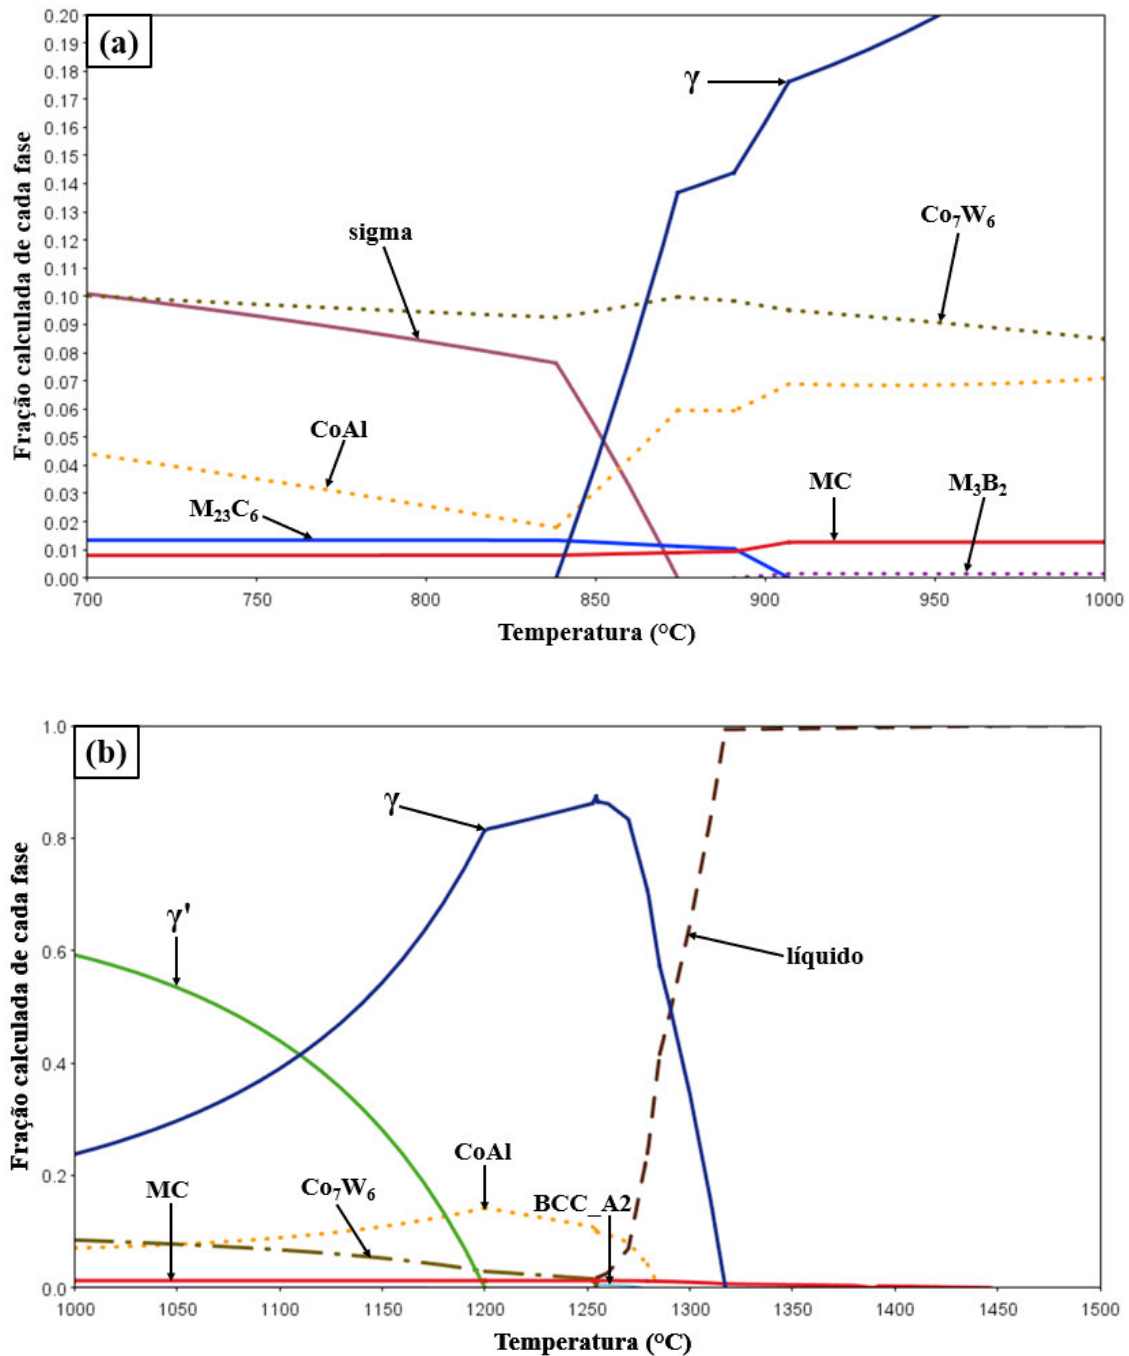 (a)
0.20
0.19
0.18
0.17
0.16
0.15
0.14
0.13
0.12
0.11
0.10
0.09
0.08
0.07
0.06
0.05
0.04
0.03
0.02
0.01
0.00
Fração calculada de cada fase
γ
Co₇W₆
sigma
CoAl
M₂₃C₆
MC
M₃B₂
700 750 800 850 900 950 1000
Temperatura (°C)
(b)
1.0
0.8
0.6
0.4
0.2
0.0
Fração calculada de cada fase
γ
γ'
líquido
CoAl
MC
Co₇W₆
BCC_A2
1000 1050 1100 1150 1200 1250 1300 1350 1400 1450 1500
Temperatura (°C)